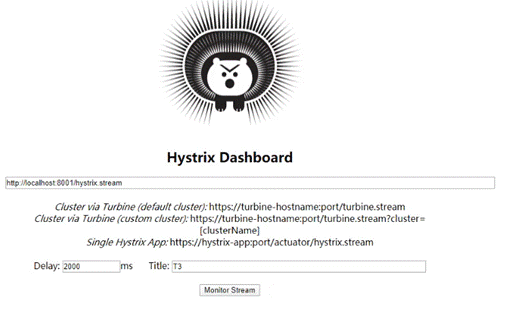 Hystrix Dashboard
http://localhost:8001/hystrix.stream
Cluster via Turbine (default cluster): https://turbine-hostname:port/turbine.stream
Cluster via Turbine (custom cluster): https://turbine-hostname:port/turbine.stream?cluster=
[clusterName]
Single Hystrix App: https://hystrix-app:port/actuator/hystrix.stream
Delay: 2000 ms Title: T3
Monitor Stream